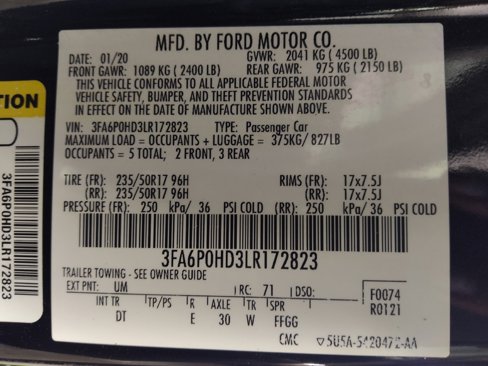 MFD. BY FORD MOTOR CO.
DATE: 01/20 GVWR: 2041 KG ( 4500 LB)
FRONT GAWR: 1089 KG ( 2400 LB) REAR GAWR: 975 KG ( 2150 LB)
THIS VEHICLE CONFORMS TO ALL APPLICABLE FEDERAL MOTOR
VEHICLE SAFETY, BUMPER, AND THEFT PREVENTION STANDARDS
IN EFFECT ON THE DATE OF MANUFACTURE SHOWN ABOVE.
VIN: 3FA6P0HD3LR172823 TYPE: Passenger Car
MAXIMUM LOAD = OCCUPANTS + LUGGAGE = 375KG/ 827LB
OCCUPANTS = 5 TOTAL; 2 FRONT, 3 REAR
TIRE (FR): 235/50R17 96H RIMS (FR): 17x7.5J
(RR): 235/50R17 96H (RR): 17x7.5J
PRESSURE (FR): 250 kPa/ 36 PSI COLD (RR): 250 kPa/ 36 PSI COLD
3FA6P0HD3LR172823
TRAILER TOWING - SEE OWNER GUIDE
EXT PNT: UM RC: 71 DSO: F0074
INT TR TP/PS R AXLE TR SPR R0121
DT E 30 W FFGG
CMC 5U5A-5420472-AA
TION
3FA6P0HD3LR172823